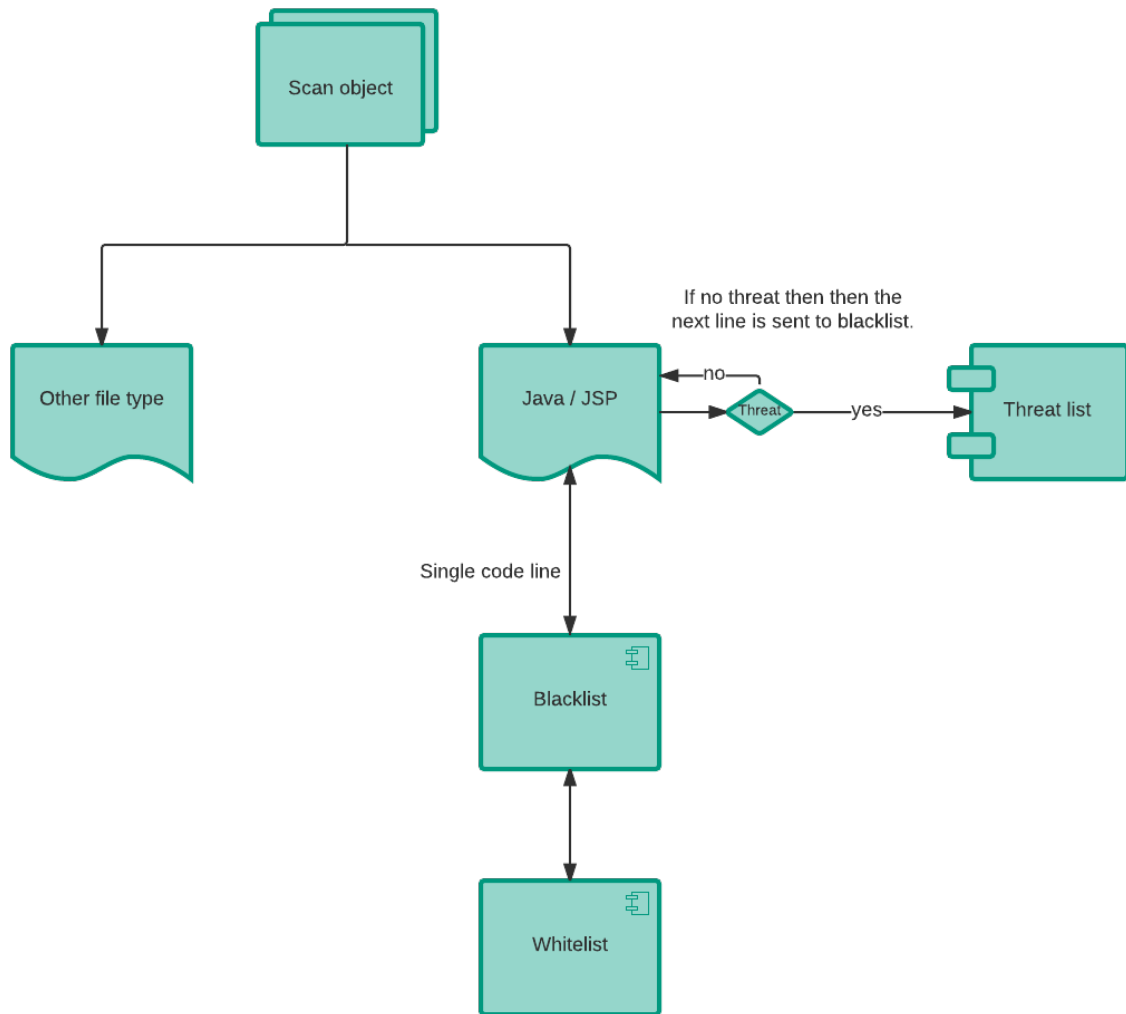 Scan object
If no threat then then the
next line is sent to blacklist.
Other file type
Java / JSP
no
Threat
yes
Threat list
Single code line
Blacklist
Whitelist